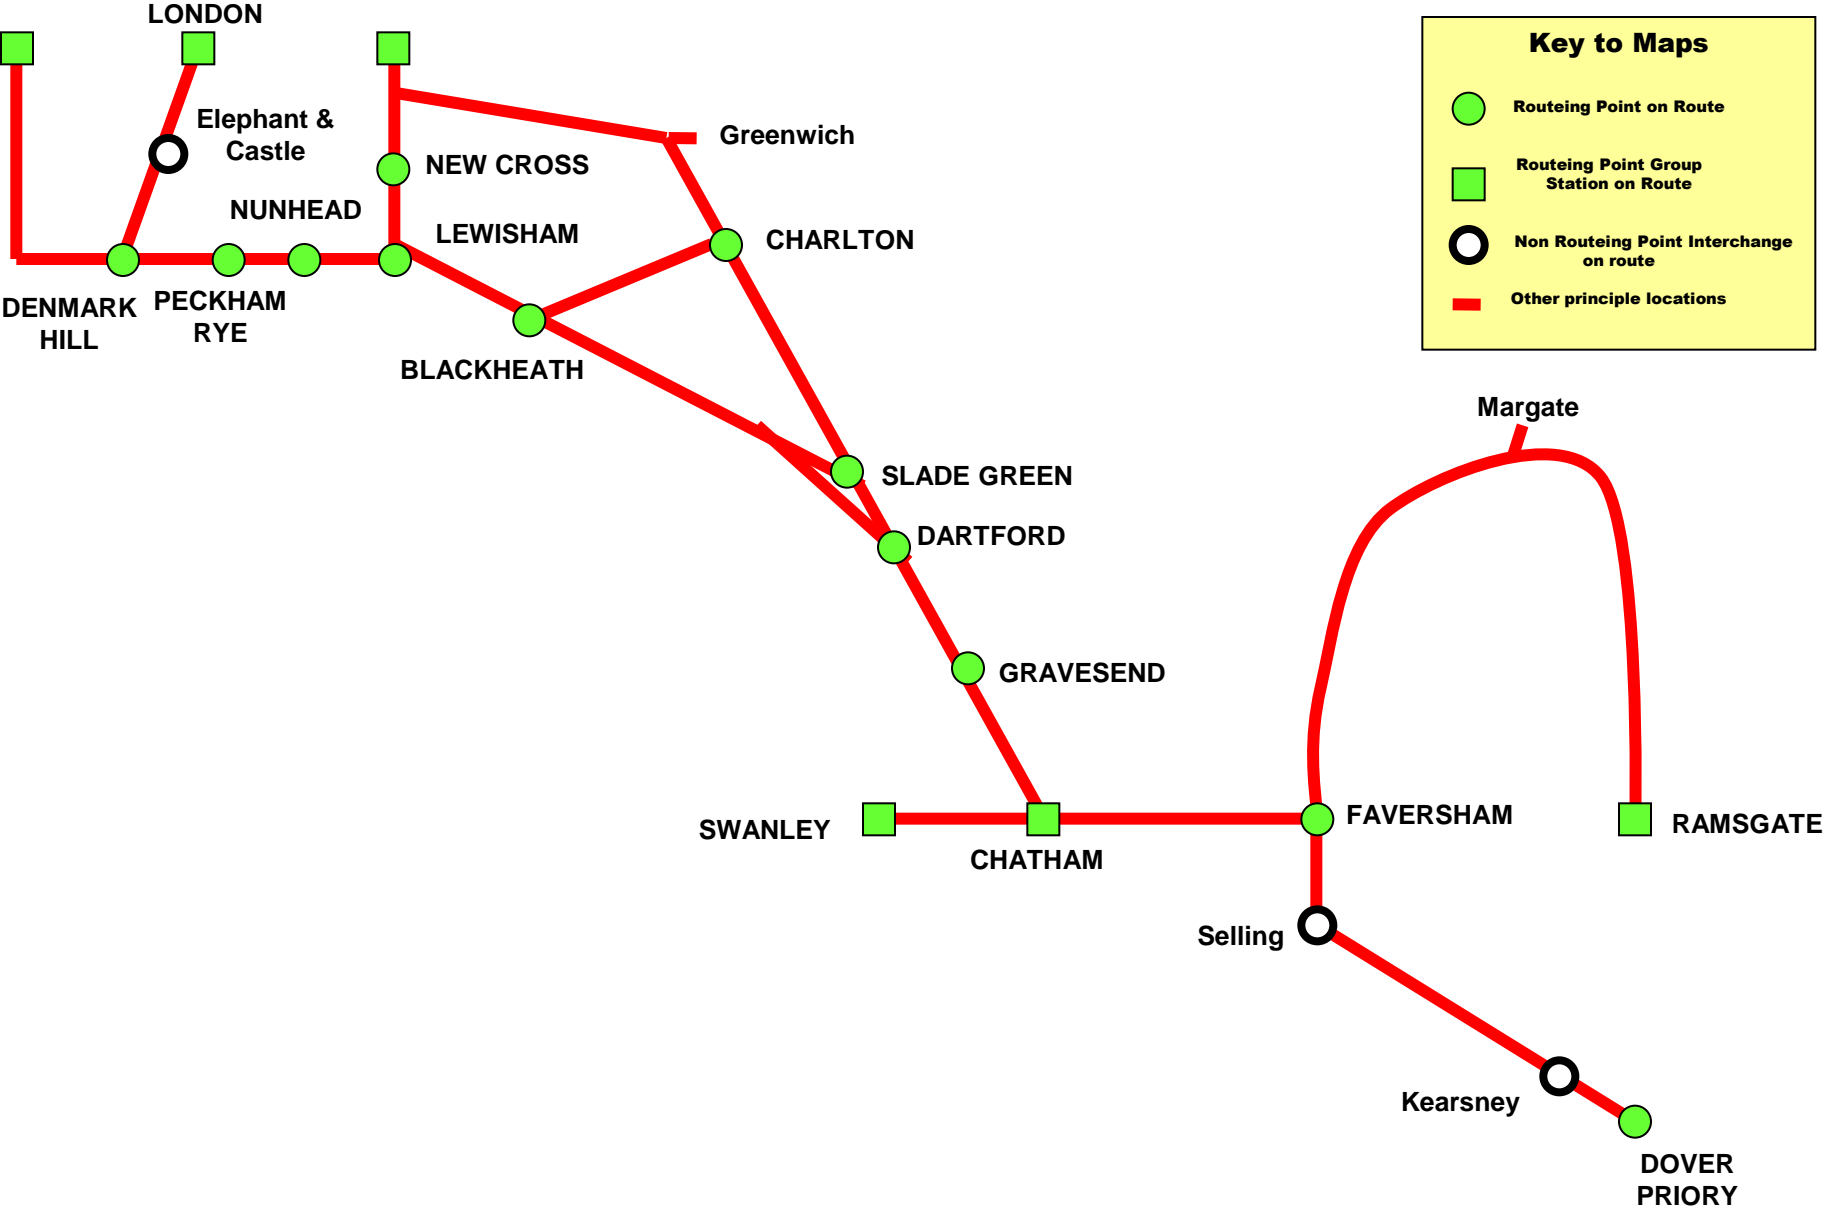 LONDON
Elephant &
Castle
Greenwich
NEW CROSS
NUNHEAD
LEWISHAM
CHARLTON
DENMARK
HILL
PECKHAM
RYE
BLACKHEATH
SLADE GREEN
DARTFORD
GRAVESEND
SWANLEY
CHATHAM
FAVERSHAM
RAMSGATE
Margate
Selling
Kearsney
DOVER
PRIORY
Key to Maps
Routeing Point on Route
Routeing Point Group
Station on Route
Non Routeing Point Interchange
on route
Other principle locations